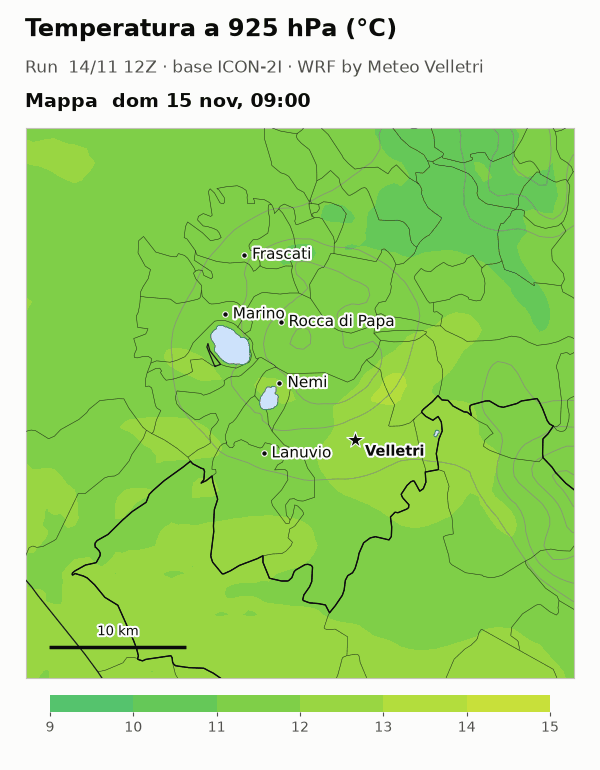 Temperatura a 925 hPa (°C)
Run  14/11 12Z · base ICON-2I · WRF by Meteo Velletri
Mappa  dom 15 nov, 09:00
Frascati
Marino
Rocca di Papa
Nemi
Velletri
Lanuvio
10 km
9 10 11 12 13 14 15